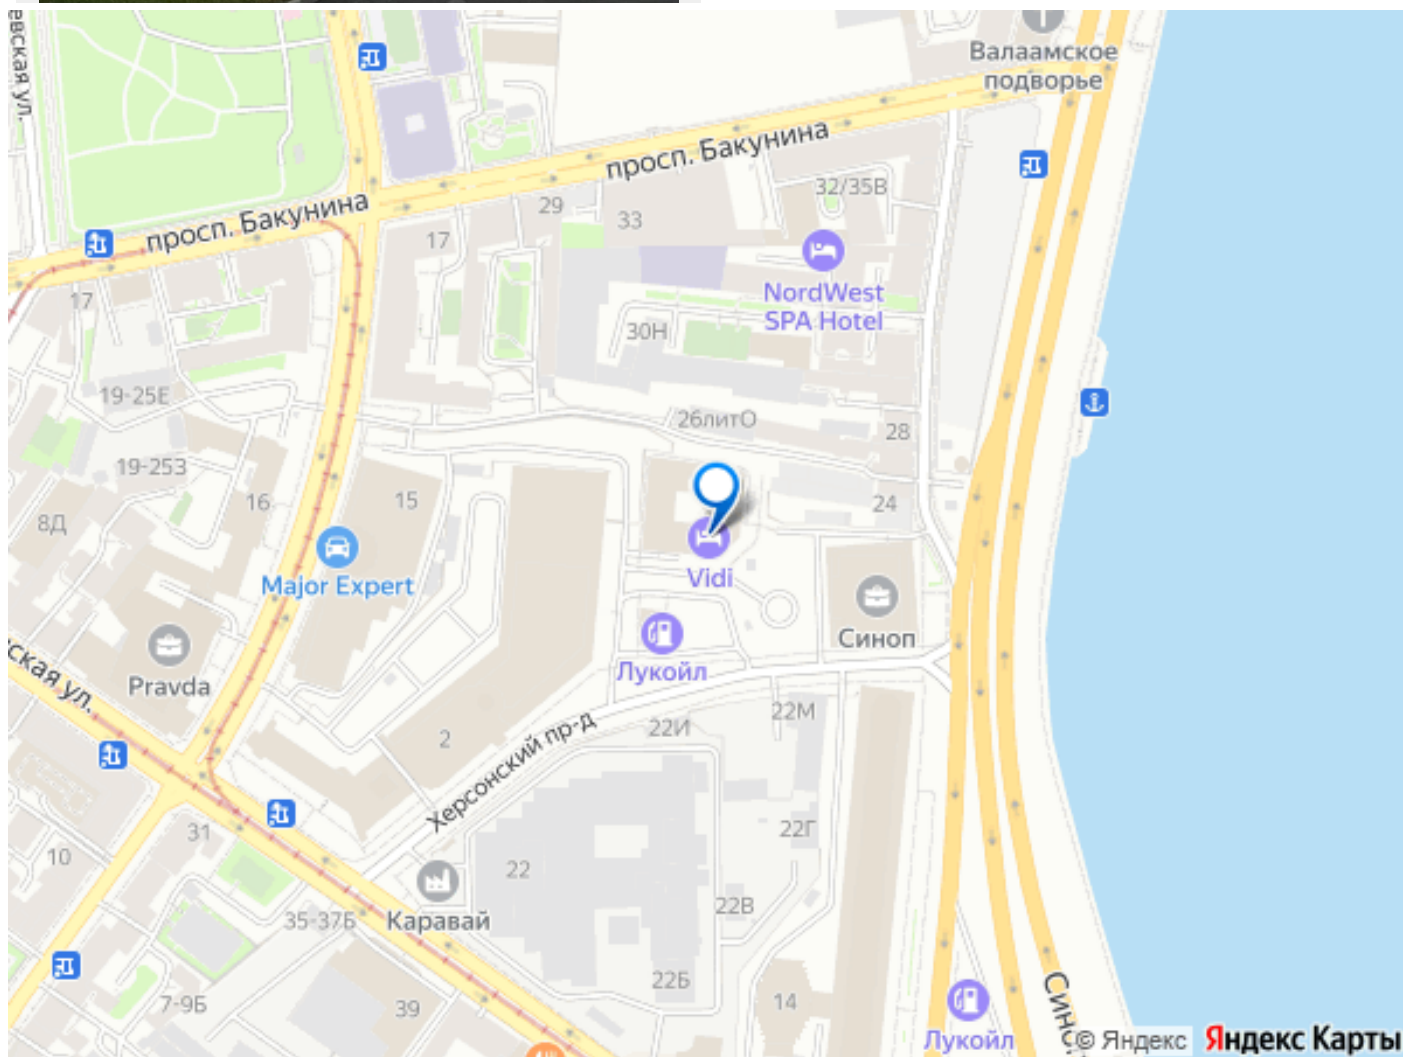 Валаамское
подворье
просп. Бакунина
32/35В
29
33
просп. Бакунина
17
NordWest
SPA Hotel
17
30Н
19-25Е
26литО
28
19-253
16
15
24
8Д
Major Expert
Vidi
Синоп
Лукойл
Pravda
ская ул.
22М
22И
2
Херсонский пр-д
31
22Г
10
22
22В
35-37Б
Каравай
22Б
7-9Б
39
14
Лукойл
© Яндекс Яндекс Карты